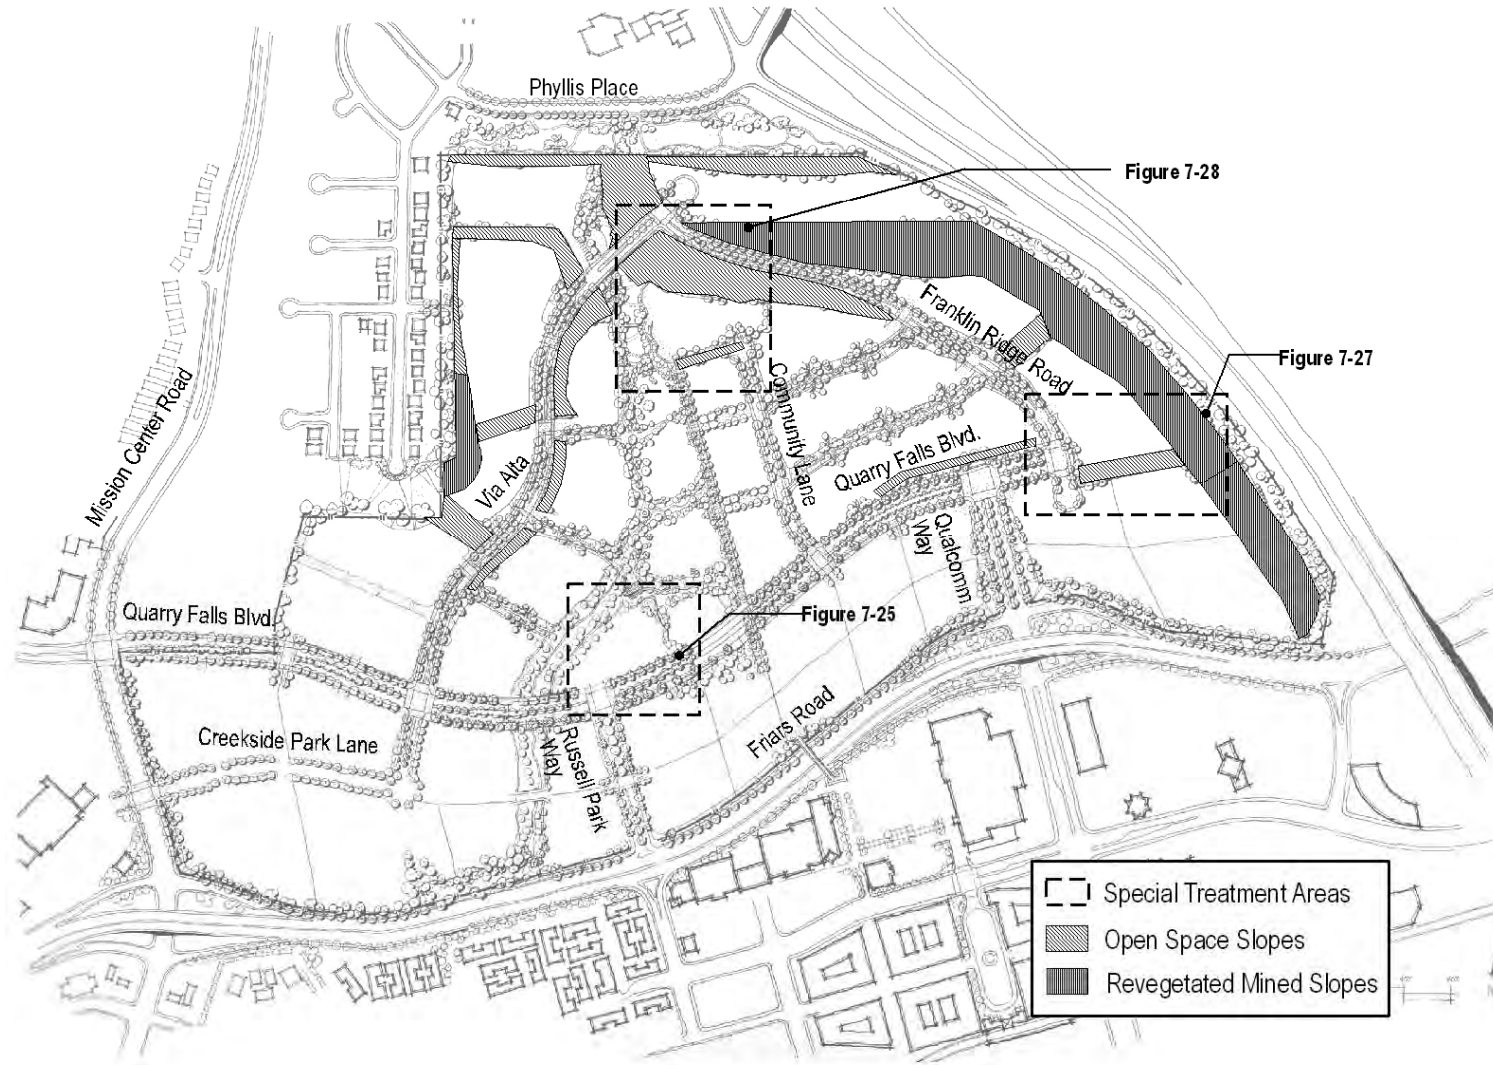 Phyllis Place
Figure 7-28
Franklin Ridge Road
Figure 7-27
Mission Center Road
Community Lane
Quarry Falls Blvd.
Via Alta
Qualcomm
Way
Quarry Falls Blvd.
Figure 7-25
Friars Road
Creekside Park Lane
Russell Park
Way
Special Treatment Areas
Open Space Slopes
Revegetated Mined Slopes